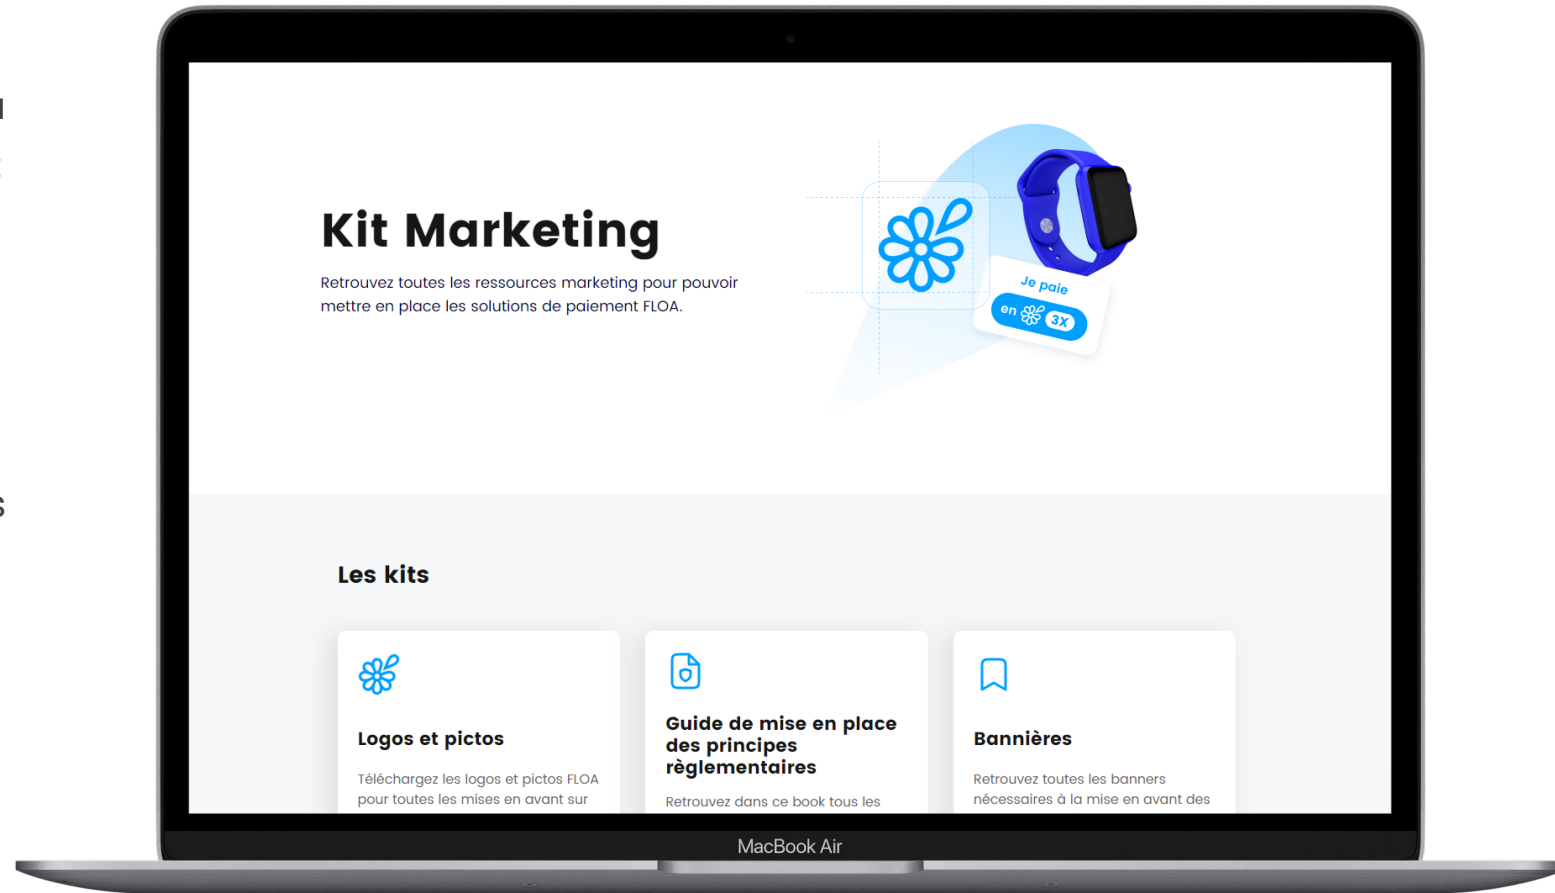 Kit Marketing
Retrouvez toutes les ressources marketing pour pouvoir
mettre en place les solutions de paiement FLOA.
Je paie
en 3X
Les kits
Logos et pictos
Téléchargez les logos et pictos FLOA
pour toutes les mises en avant sur
Guide de mise en place
des principes
règlementaires
Retrouvez dans ce book tous les
Bannières
Retrouvez toutes les banners
nécessaires à la mise en avant des
MacBook Air